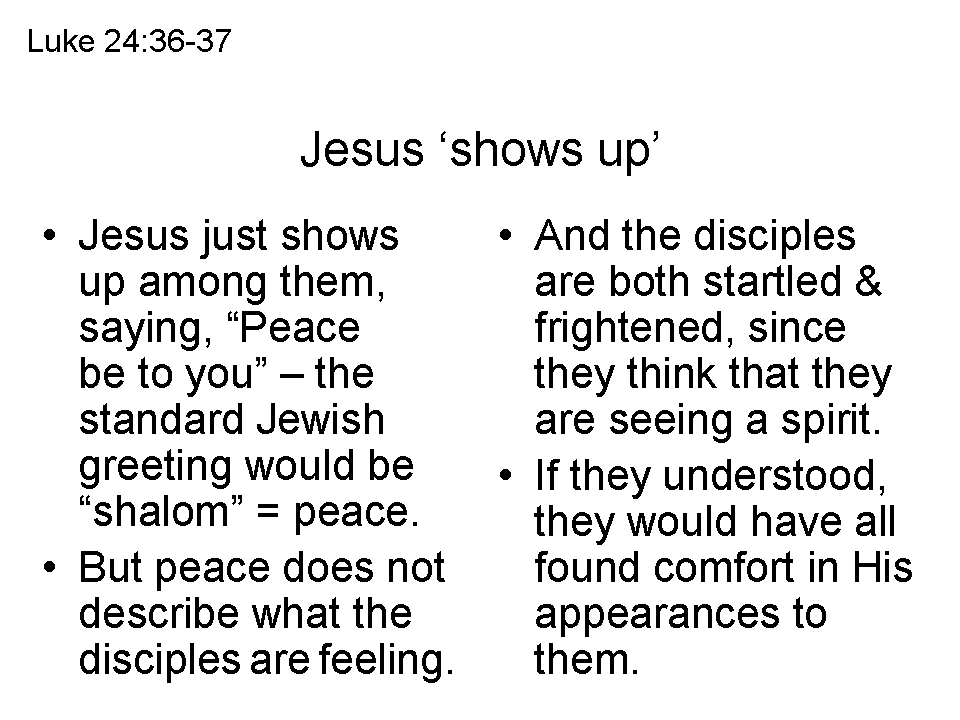 Luke 24:36-37
Jesus ‘shows up’
• Jesus just shows
up among them,
saying, “Peace
be to you” – the
standard Jewish
greeting would be
“shalom” = peace.
• But peace does not
describe what the
disciples are feeling.
• And the disciples
are both startled &
frightened, since
they think that they
are seeing a spirit.
• If they understood,
they would have all
found comfort in His
appearances to
them.